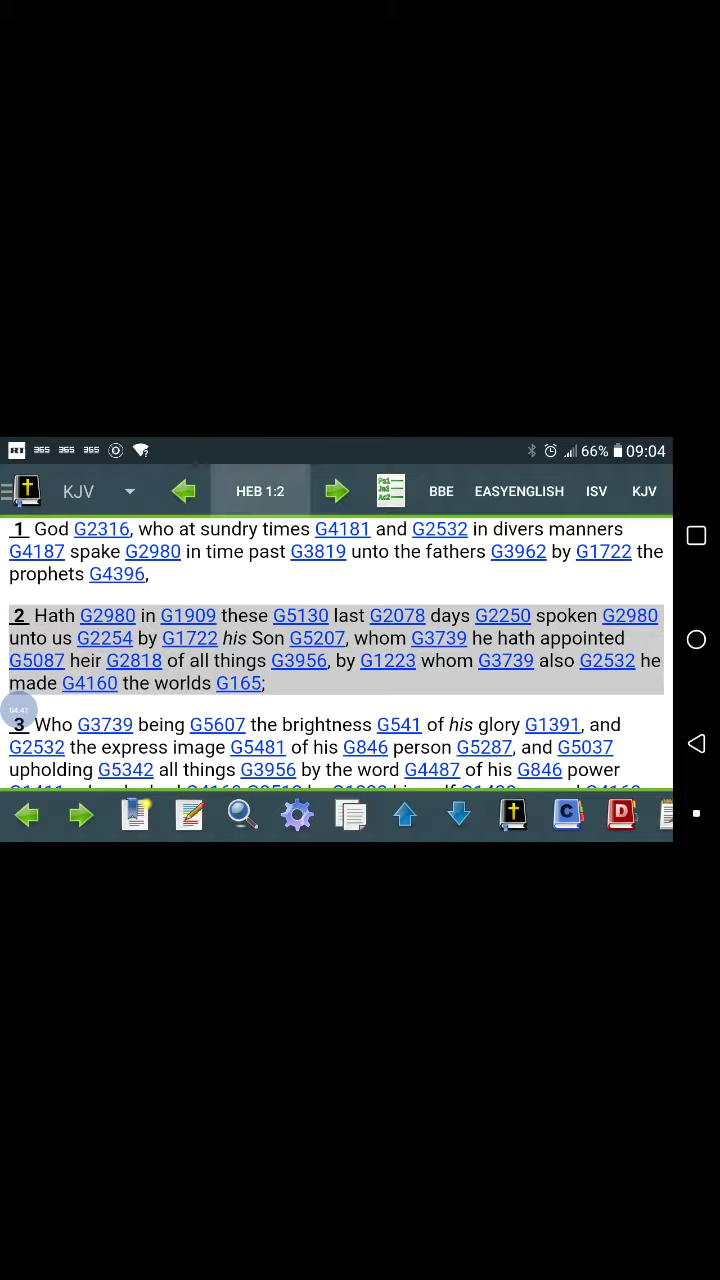 RT 365 365 365 66% 09:04
KJV HEB 1:2 BBE EASYENGLISH ISV KJV
1 God G2316, who at sundry times G4181 and G2532 in divers manners
G4187 spake G2980 in time past G3819 unto the fathers G3962 by G1722 the
prophets G4396,
2 Hath G2980 in G1909 these G5130 last G2078 days G2250 spoken G2980
unto us G2254 by G1722 his Son G5207, whom G3739 he hath appointed
G5087 heir G2818 of all things G3956, by G1223 whom G3739 also G2532 he
made G4160 the worlds G165;
04:41
3 Who G3739 being G5607 the brightness G541 of his glory G1391, and
G2532 the express image G5481 of his G846 person G5287, and G5037
upholding G5342 all things G3956 by the word G4487 of his G846 power
C D